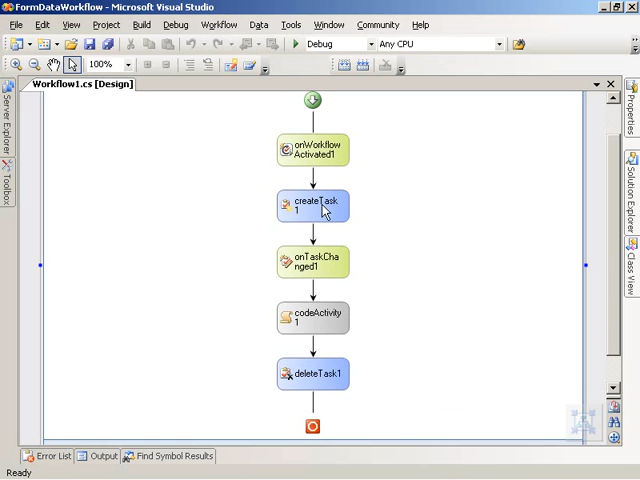 FormDataWorkflow - Microsoft Visual Studio
File Edit View Project Build Debug Workflow Data Tools Window Community Help
Debug Any CPU
100%
Workflow1.cs [Design]
Server Explorer
Toolbox
onWorkflow
Activated1
createTask
1
onTaskCha
nged1
codeActivity
1
deleteTask1
Properties
Solution Explorer
Class View
Error List Output Find Symbol Results
Ready